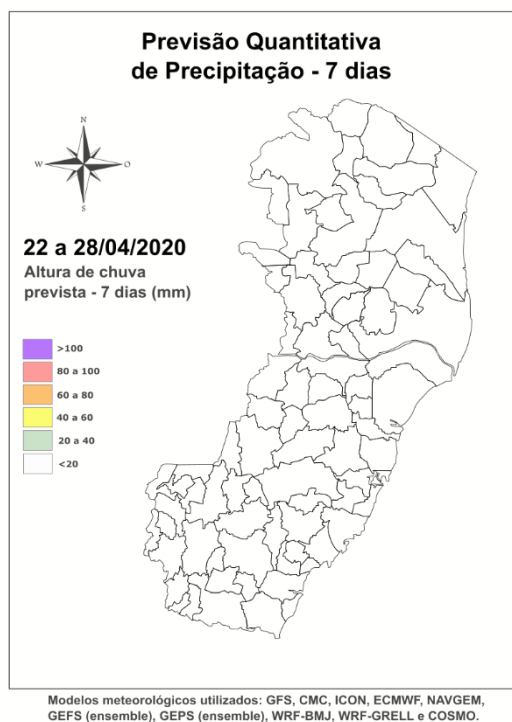 Previsão Quantitativa
de Precipitação - 7 dias
N
W
O
S
22 a 28/04/2020
Altura de chuva
prevista - 7 dias (mm)
>100
80 a 100
60 a 80
40 a 60
20 a 40
<20
Modelos meteorológicos utilizados: GFS, CMC, ICON, ECMWF, NAVGEM,
GEFS (ensemble), GEPS (ensemble), WRF-BMJ, WRF-GRELL e COSMO.